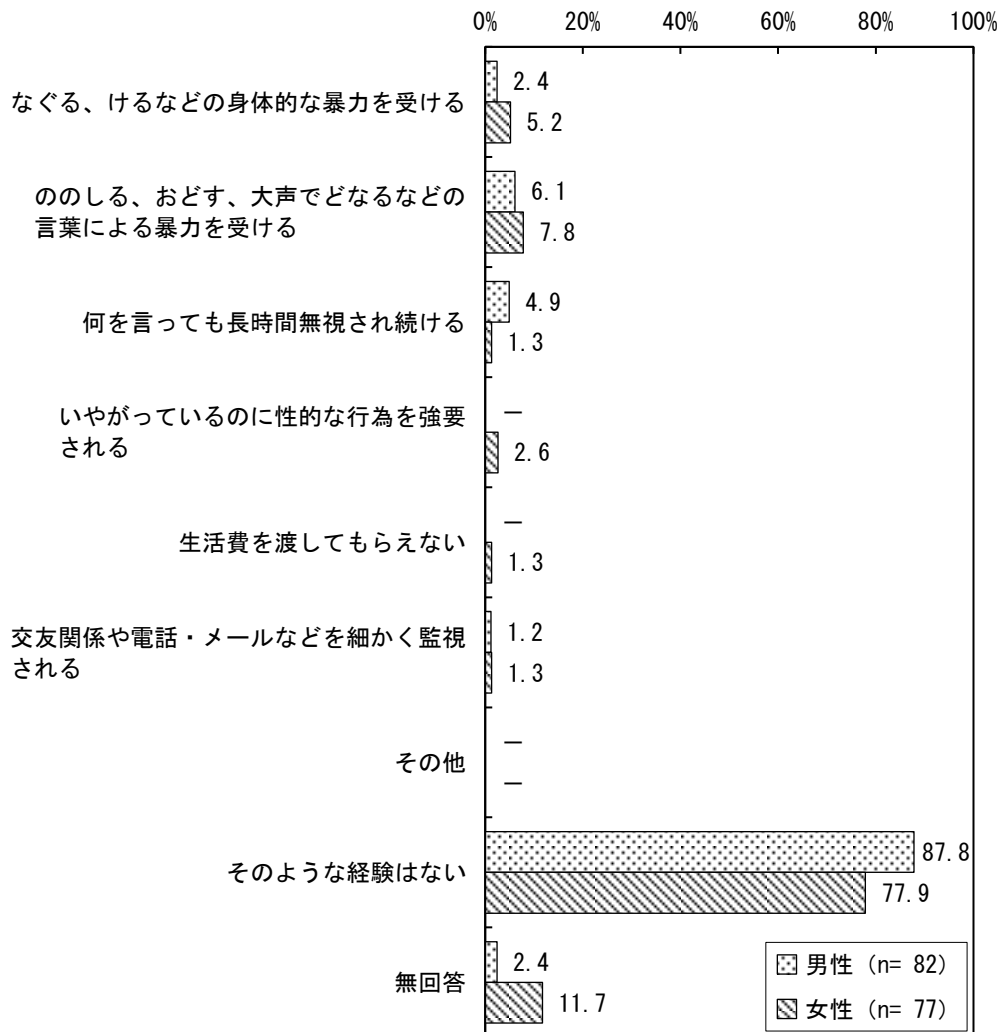 0% 20% 40% 60% 80% 100%
なぐる、けるなどの身体的な暴力を受ける
2.4
5.2
ののしる、おどす、大声でどなるなどの
言葉による暴力を受ける
6.1
7.8
何を言っても長時間無視され続ける
4.9
1.3
いやがっているのに性的な行為を強要
される
―
2.6
生活費を渡してもらえない
―
1.3
交友関係や電話・メールなどを細かく監視
される
1.2
1.3
その他
―
―
そのような経験はない
87.8
77.9
無回答
2.4
11.7
男性 (n= 82)
女性 (n= 77)